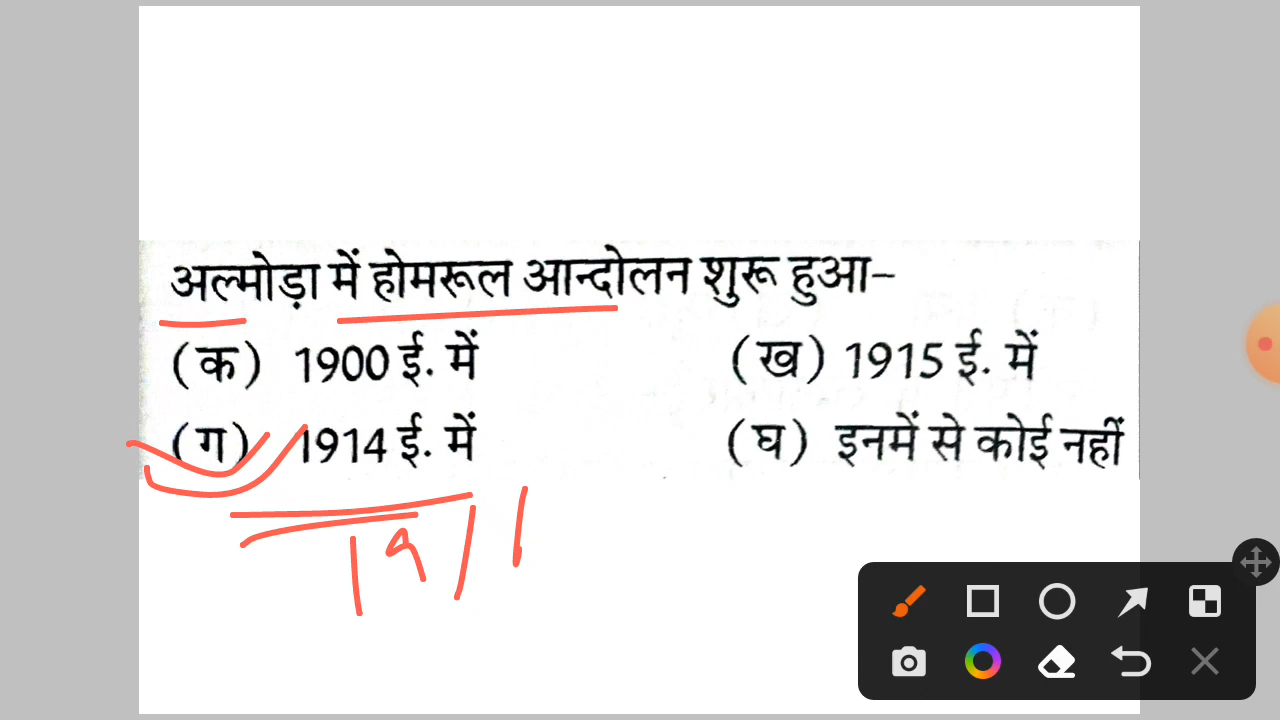 अल्मोड़ा में होमरूल आन्दोलन शुरू हुआ–
(क) 1900 ई. में (ख) 1915 ई. में
(ग) 1914 ई. में (घ) इनमें से कोई नहीं
1911